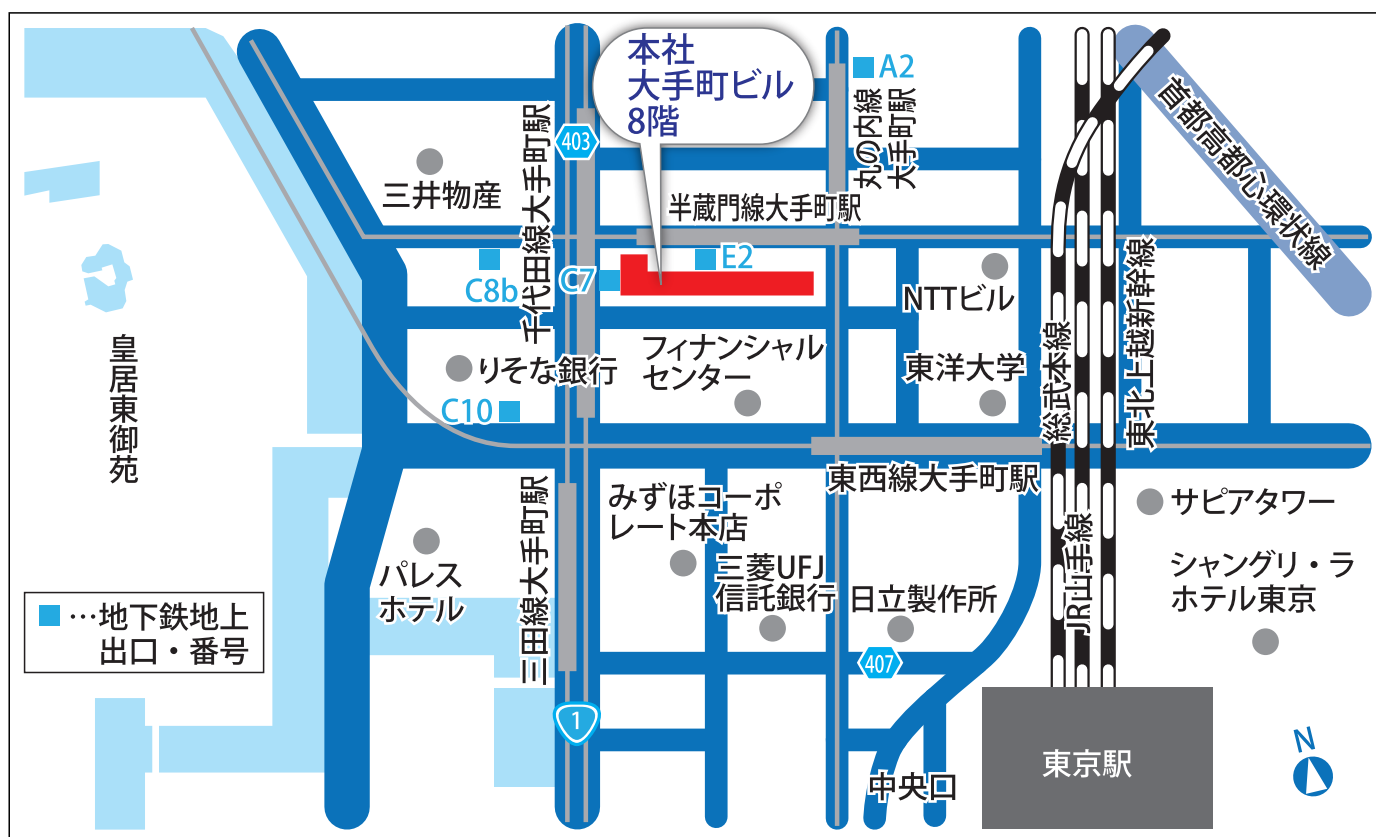 本社
大手町ビル
8階
A2
403
千代田線大手町駅
丸の内線
大手町駅
首都高都心環状線
三井物産
半蔵門線大手町駅
C8b
C7
E2
NTTビル
東北上越新幹線
総武本線
皇居東御苑
りそな銀行
フィナンシャル
センター
東洋大学
C10
東西線大手町駅
三田線大手町駅
みずほコーポ
レート本店
サピアタワー
パレス
ホテル
三菱UFJ
信託銀行
日立製作所
JR山手線
シャングリ・ラ
ホテル東京
■…地下鉄地上
出口・番号
407
1
中央口
東京駅
N